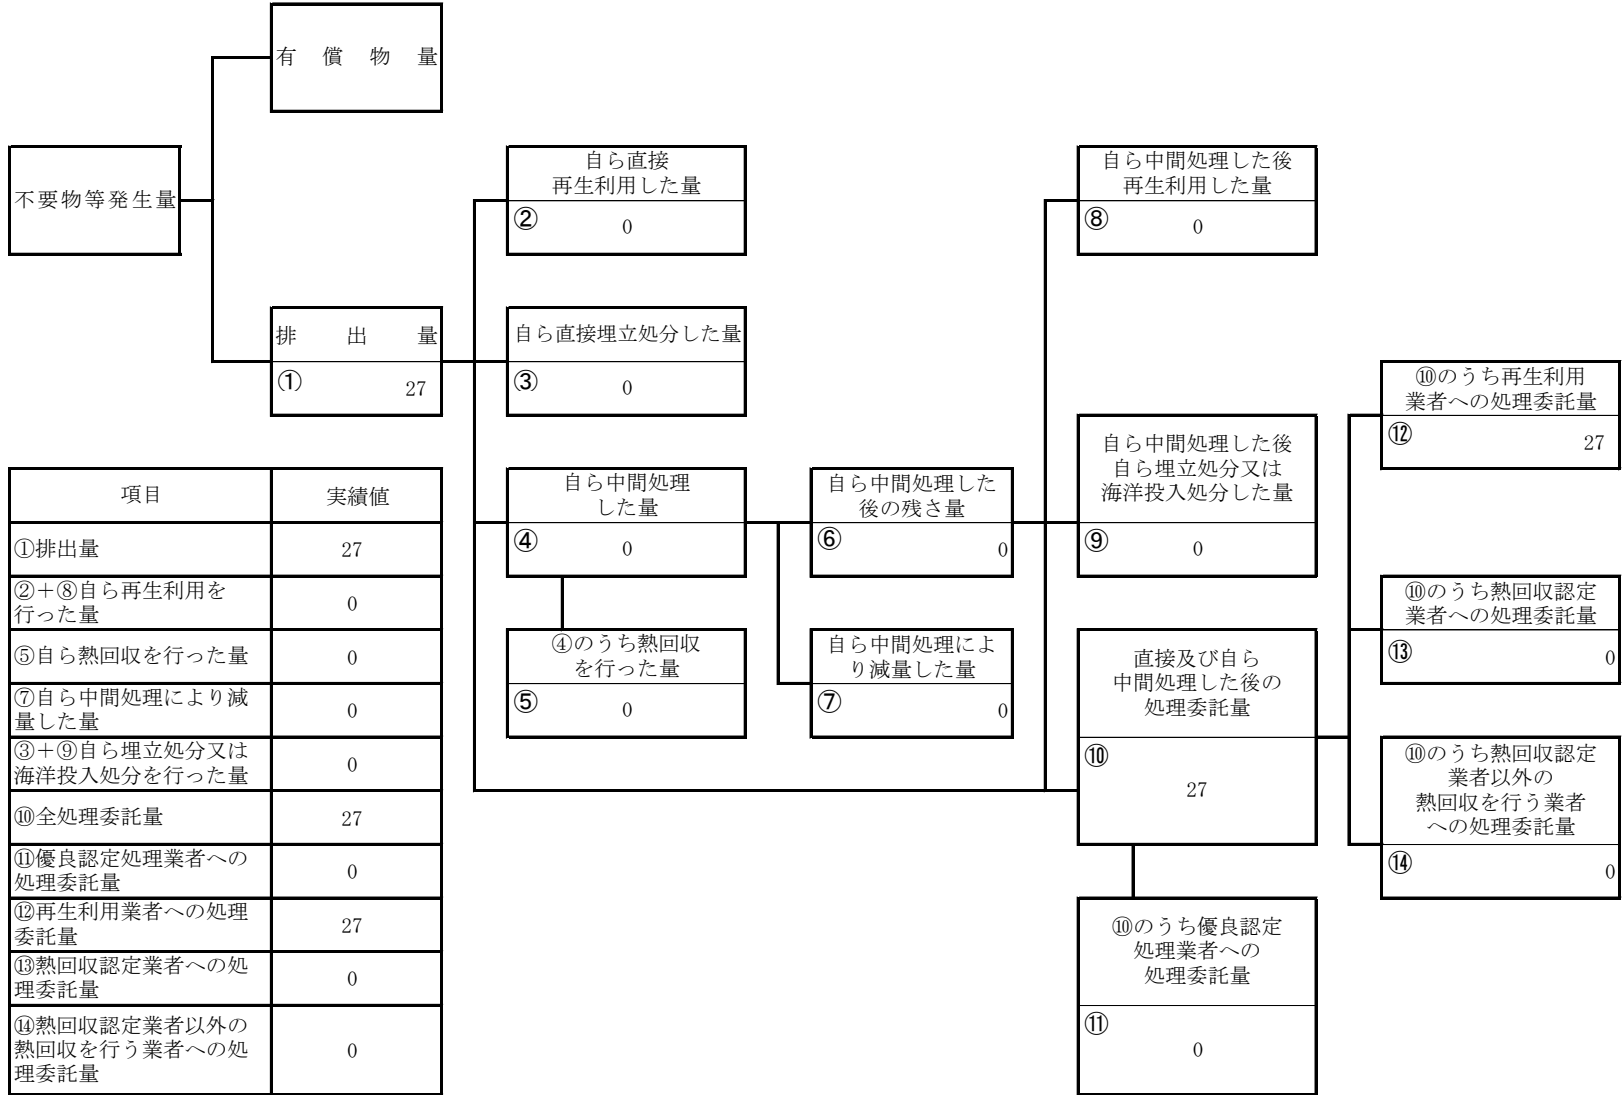 有償物量
不要物等発生量
排出量
① 27
自ら直接
再生利用した量
② 0
自ら直接埋立処分した量
③ 0
自ら中間処理
した量
④ 0
④のうち熱回収
を行った量
⑤ 0
自ら中間処理した
後の残さ量
⑥ 0
自ら中間処理によ
り減量した量
⑦ 0
自ら中間処理した後
再生利用した量
⑧ 0
自ら中間処理した後
自ら埋立処分又は
海洋投入処分した量
⑨ 0
直接及び自ら
中間処理した後の
処理委託量
⑩
27
⑩のうち優良認定
処理業者への
処理委託量
⑪
0
⑩のうち再生利用
業者への処理委託量
⑫ 27
⑩のうち熱回収認定
業者への処理委託量
⑬ 0
⑩のうち熱回収認定
業者以外の
熱回収を行う業者
への処理委託量
⑭ 0
項目 実績値
①排出量 27
②+⑧自ら再生利用を
行った量 0
⑤自ら熱回収を行った量 0
⑦自ら中間処理により減
量した量 0
③+⑨自ら埋立処分又は
海洋投入処分を行った量 0
⑩全処理委託量 27
⑪優良認定処理業者への
処理委託量 0
⑫再生利用業者への処理
委託量 27
⑬熱回収認定業者への処
理委託量 0
⑭熱回収認定業者以外の
熱回収を行う業者への処
理委託量 0